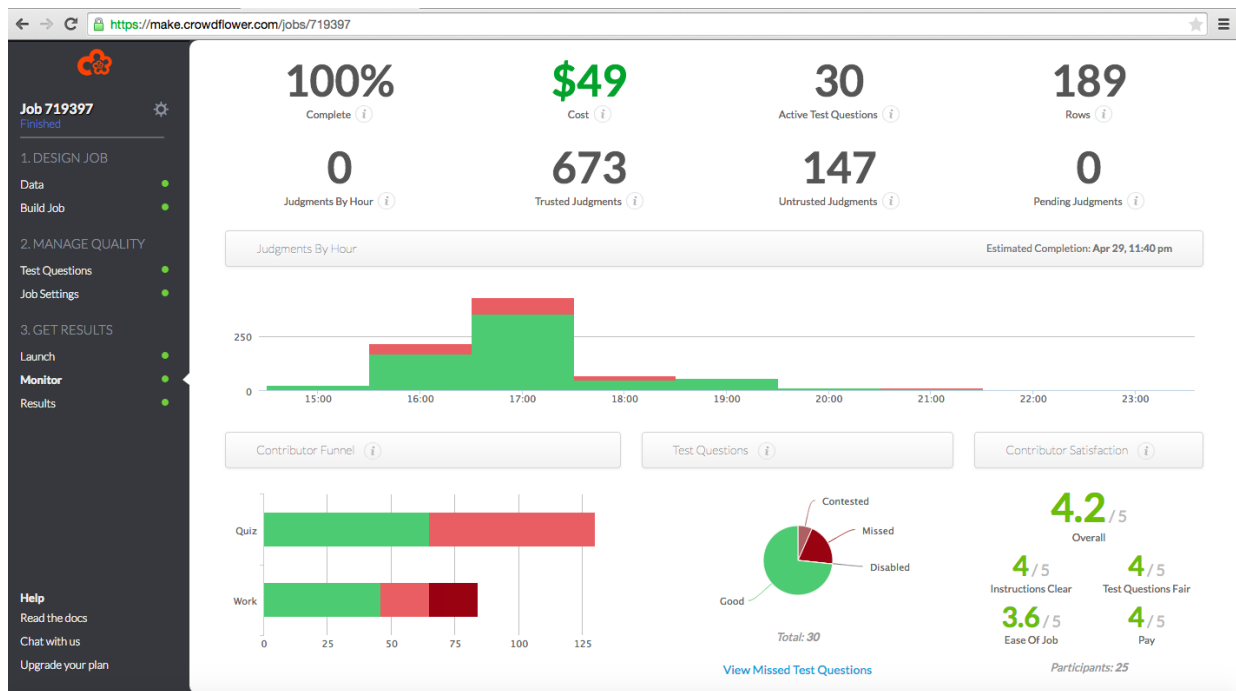 https://make.crowdflower.com/jobs/719397
Job 719397
Finished
1. DESIGN JOB
Data
Build Job
2. MANAGE QUALITY
Test Questions
Job Settings
3. GET RESULTS
Launch
Monitor
Results
Help
Read the docs
Chat with us
Upgrade your plan
100% $49 30 189
Complete i Cost i Active Test Questions i Rows i
0 673 147 0
Judgments By Hour i Trusted Judgments i Untrusted Judgments i Pending Judgments i
Judgments By Hour Estimated Completion: Apr 29, 11:40 pm
250
0
15:00 16:00 17:00 18:00 19:00 20:00 21:00 22:00 23:00
Contributor Funnel i
Quiz
Work
0 25 50 75 100 125
Test Questions i
Contested
Missed
Disabled
Good
Total: 30
View Missed Test Questions
Contributor Satisfaction i
4.2 / 5
Overall
4 / 5 4 / 5
Instructions Clear Test Questions Fair
3.6 / 5 4 / 5
Ease Of Job Pay
Participants: 25